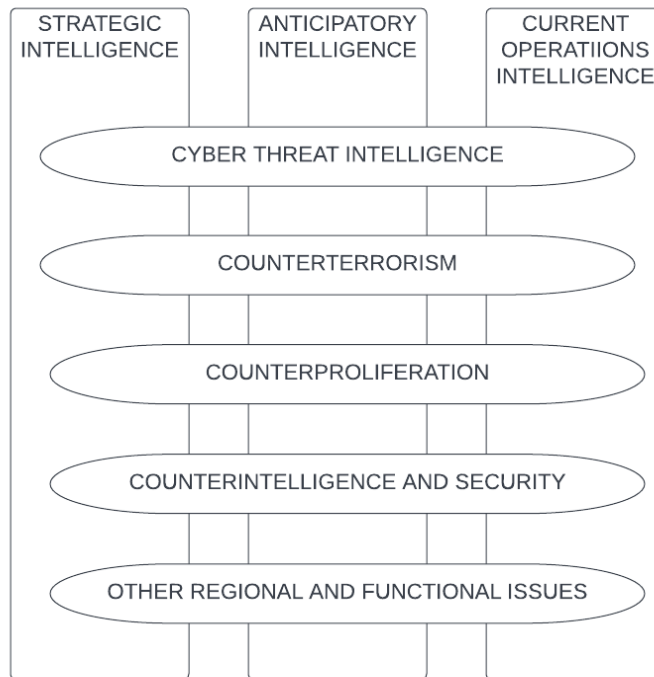 STRATEGIC
INTELLIGENCE
ANTICIPATORY
INTELLIGENCE
CURRENT
OPERATIIONS
INTELLIGENCE
CYBER THREAT INTELLIGENCE
COUNTERTERRORISM
COUNTERPROLIFERATION
COUNTERINTELLIGENCE AND SECURITY
OTHER REGIONAL AND FUNCTIONAL ISSUES